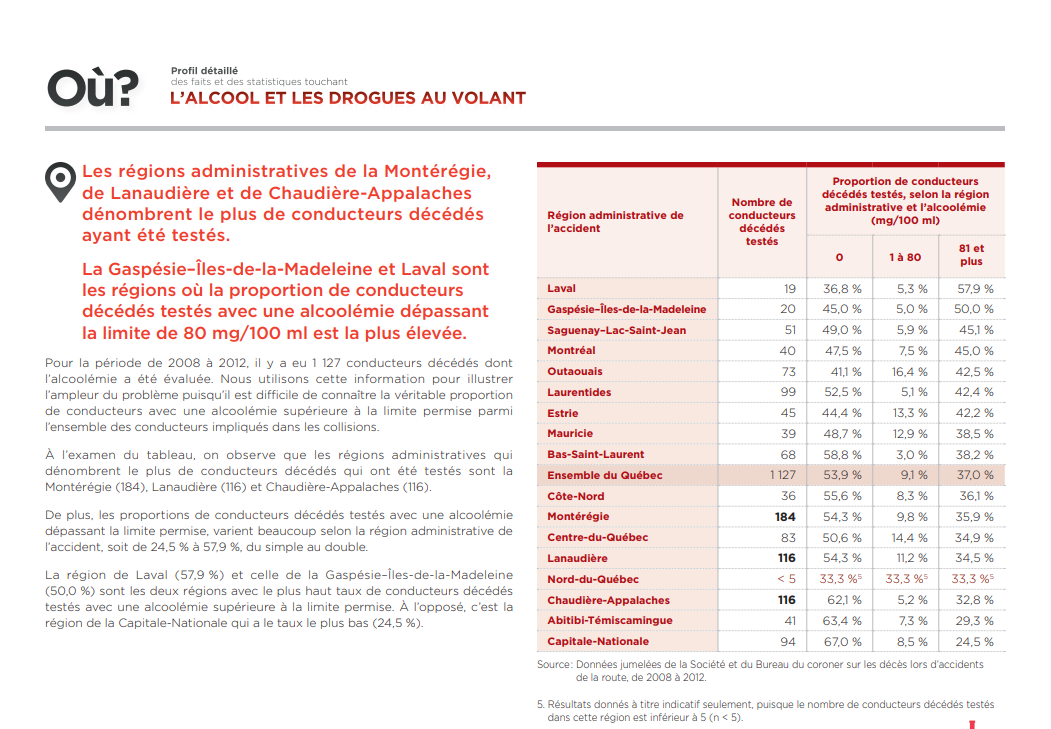 Où?
Profil détaillé
des faits et des statistiques touchant
L'ALCOOL ET LES DROGUES AU VOLANT
Les régions administratives de la Montérégie,
de Lanaudière et de Chaudière-Appalaches
dénombrent le plus de conducteurs décédés
ayant été testés.
La Gaspésie–Îles-de-la-Madeleine et Laval sont
les régions où la proportion de conducteurs
décédés testés avec une alcoolémie dépassant
la limite de 80 mg/100 ml est la plus élevée.
Pour la période de 2008 à 2012, il y a eu 1 127 conducteurs décédés dont
l'alcoolémie a été évaluée. Nous utilisons cette information pour illustrer
l'ampleur du problème puisqu'il est difficile de connaître la véritable proportion
de conducteurs avec une alcoolémie supérieure à la limite permise parmi
l'ensemble des conducteurs impliqués dans les collisions.
À l'examen du tableau, on observe que les régions administratives qui
dénombrent le plus de conducteurs décédés qui ont été testés sont la
Montérégie (184), Lanaudière (116) et Chaudière-Appalaches (116).
De plus, les proportions de conducteurs décédés testés avec une alcoolémie
dépassant la limite permise, varient beaucoup selon la région administrative de
l'accident, soit de 24,5 % à 57,9 %, du simple au double.
La région de Laval (57,9 %) et celle de la Gaspésie–Îles-de-la-Madeleine
(50,0 %) sont les deux régions avec le plus haut taux de conducteurs décédés
testés avec une alcoolémie supérieure à la limite permise. À l'opposé, c'est la
région de la Capitale-Nationale qui a le taux le plus bas (24,5 %).
Région administrative de
l'accident
Nombre de
conducteurs
décédés
testés
Proportion de conducteurs
décédés testés, selon la région
administrative et l'alcoolémie
(mg/100 ml)
0
1 à 80
81 et
plus
Laval 19 36,8 % 5,3 % 57,9 %
Gaspésie–Îles-de-la-Madeleine 20 45,0 % 5,0 % 50,0 %
Saguenay–Lac-Saint-Jean 51 49,0 % 5,9 % 45,1 %
Montréal 40 47,5 % 7,5 % 45,0 %
Outaouais 73 41,1 % 16,4 % 42,5 %
Laurentides 99 52,5 % 5,1 % 42,4 %
Estrie 45 44,4 % 13,3 % 42,2 %
Mauricie 39 48,7 % 12,9 % 38,5 %
Bas-Saint-Laurent 68 58,8 % 3,0 % 38,2 %
Ensemble du Québec 1 127 53,9 % 9,1 % 37,0 %
Côte-Nord 36 55,6 % 8,3 % 36,1 %
Montérégie 184 54,3 % 9,8 % 35,9 %
Centre-du-Québec 83 50,6 % 14,4 % 34,9 %
Lanaudière 116 54,3 % 11,2 % 34,5 %
Nord-du-Québec < 5 33,3 %⁵ 33,3 %⁵ 33,3 %⁵
Chaudière-Appalaches 116 62,1 % 5,2 % 32,8 %
Abitibi-Témiscamingue 41 63,4 % 7,3 % 29,3 %
Capitale-Nationale 94 67,0 % 8,5 % 24,5 %
Source : Données jumelées de la Société et du Bureau du coroner sur les décès lors d'accidents
de la route, de 2008 à 2012.
5. Résultats donnés à titre indicatif seulement, puisque le nombre de conducteurs décédés testés
dans cette région est inférieur à 5 (n < 5).